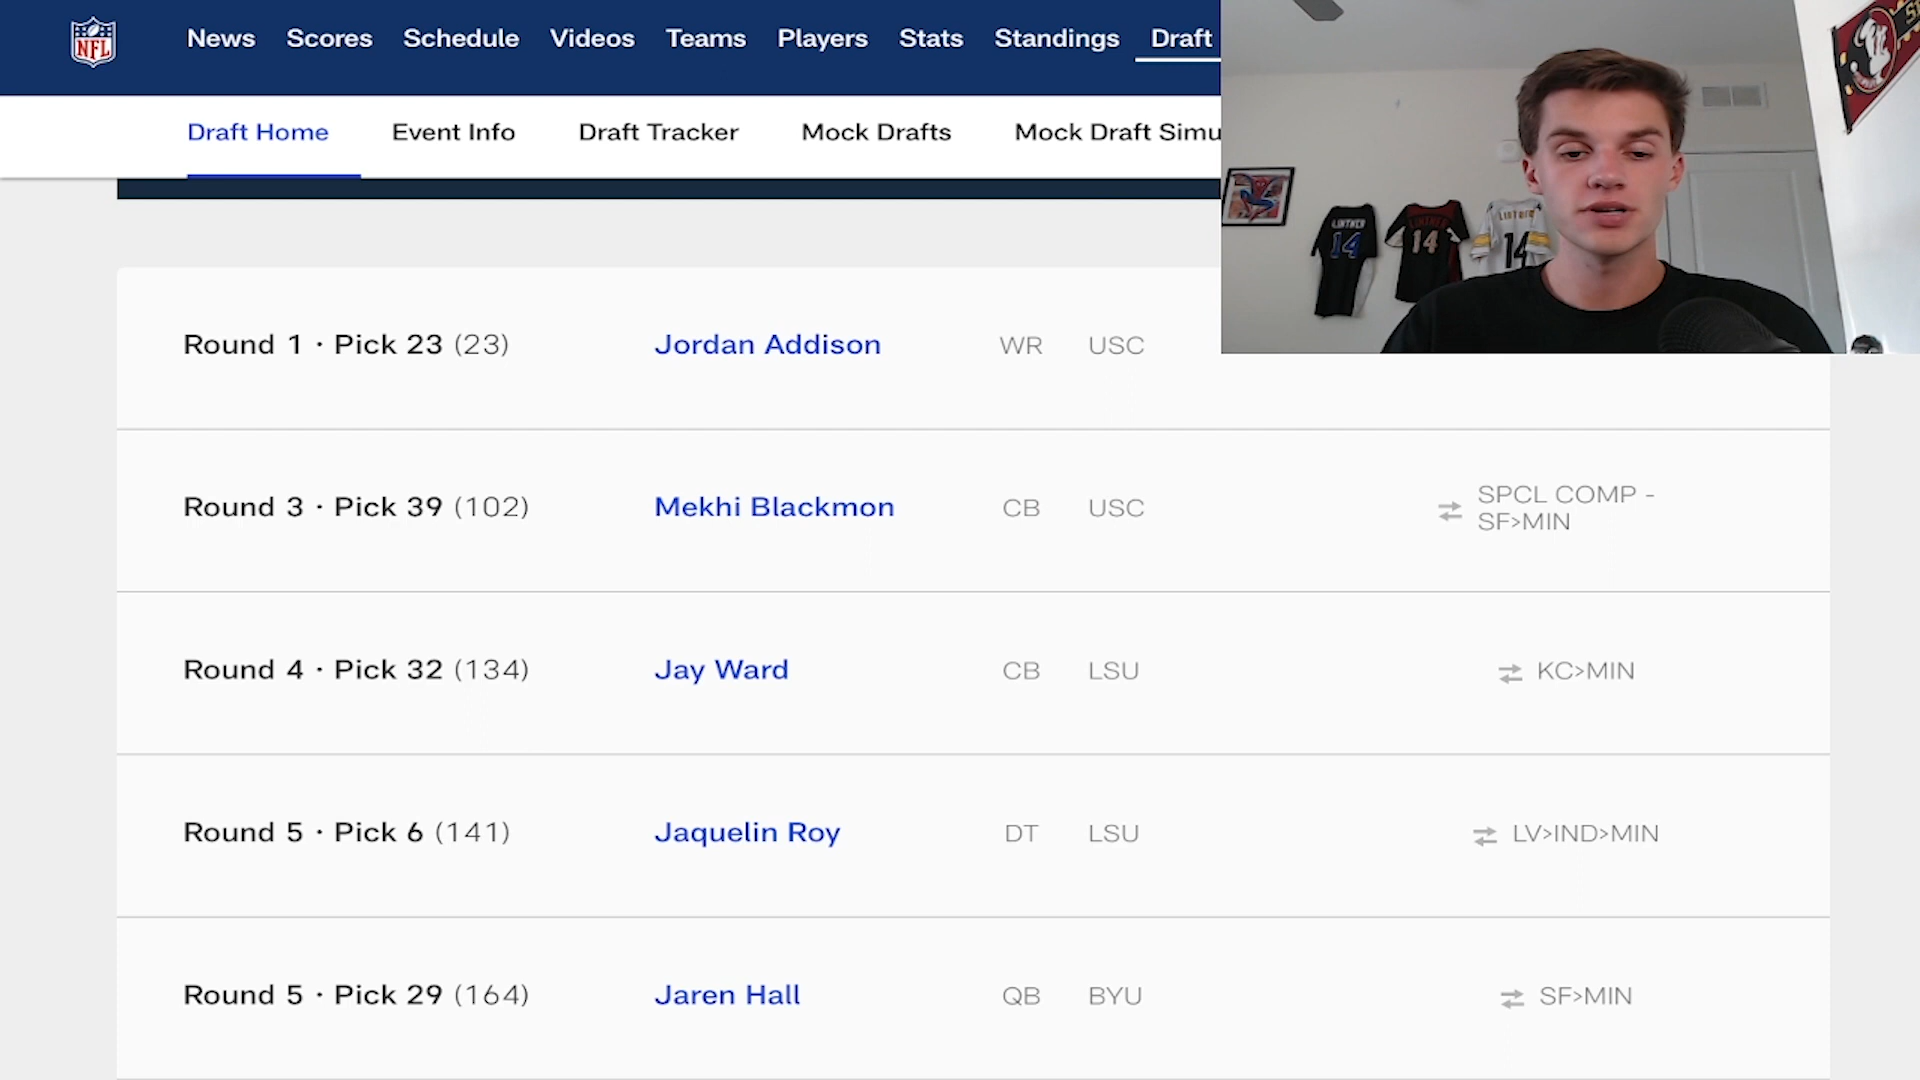 NFL
News Scores Schedule Videos Teams Players Stats Standings Draft
Draft Home Event Info Draft Tracker Mock Drafts Mock Draft Simu
Round 1 · Pick 23 (23) Jordan Addison WR USC
Round 3 · Pick 39 (102) Mekhi Blackmon CB USC SPCL COMP -
SF>MIN
Round 4 · Pick 32 (134) Jay Ward CB LSU KC>MIN
Round 5 · Pick 6 (141) Jaquelin Roy DT LSU LV>IND>MIN
Round 5 · Pick 29 (164) Jaren Hall QB BYU SF>MIN
LINTNER
14
LINTNER
14
14